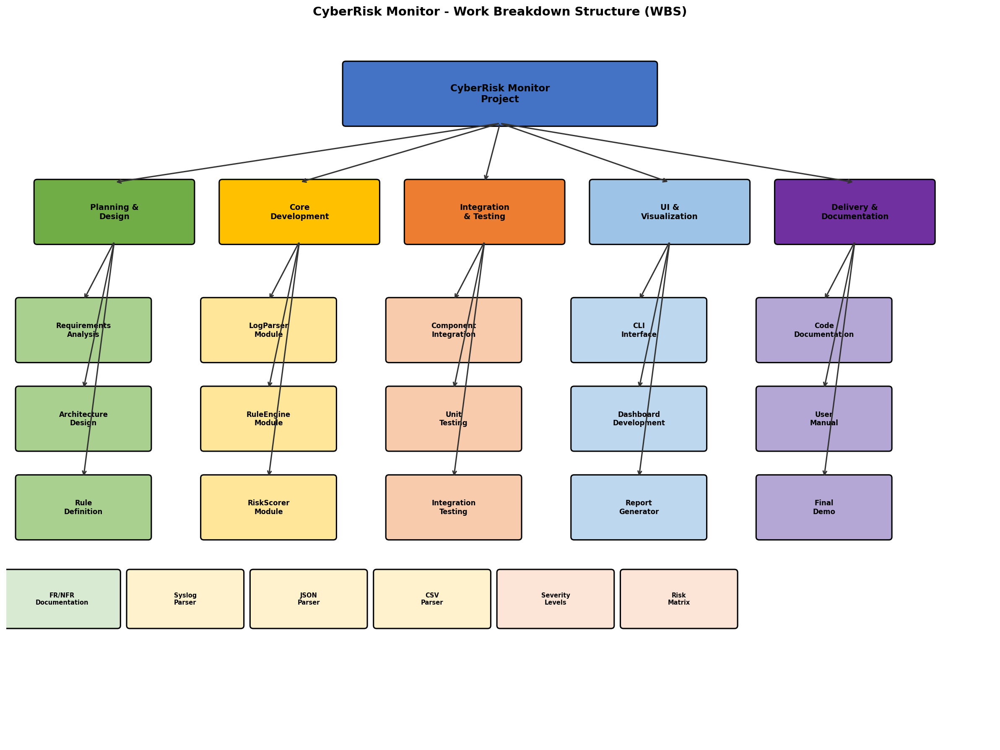 CyberRisk Monitor - Work Breakdown Structure (WBS)
CyberRisk Monitor
Project
Planning &
Design
Core
Development
Integration
& Testing
UI &
Visualization
Delivery &
Documentation
Requirements
Analysis
LogParser
Module
Component
Integration
CLI
Interface
Code
Documentation
Architecture
Design
RuleEngine
Module
Unit
Testing
Dashboard
Development
User
Manual
Rule
Definition
RiskScorer
Module
Integration
Testing
Report
Generator
Final
Demo
FR/NFR
Documentation
Syslog
Parser
JSON
Parser
CSV
Parser
Severity
Levels
Risk
Matrix